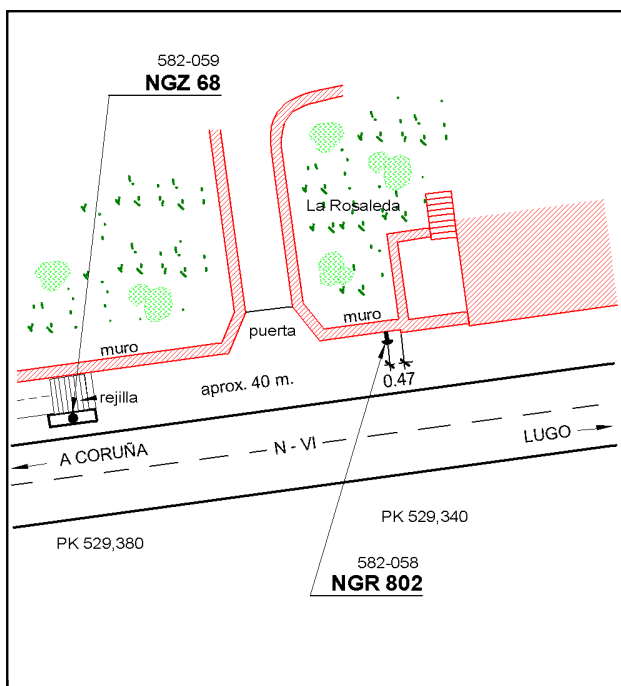 582-059
NGZ 68
La Rosaleda
puerta
muro
muro
aprox. 40 m.
0.47
rejilla
A CORUÑA
N - VI
LUGO
PK 529,340
PK 529,380
582-058
NGR 802